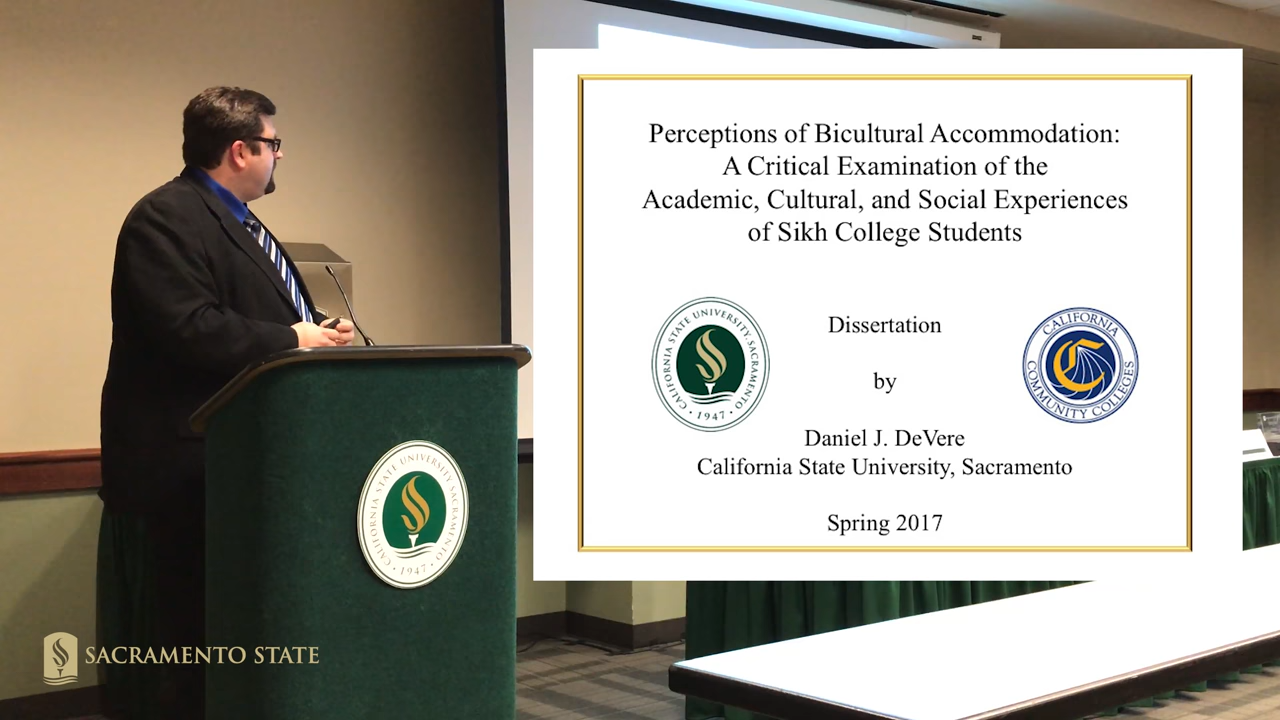 Perceptions of Bicultural Accommodation:
A Critical Examination of the
Academic, Cultural, and Social Experiences
of Sikh College Students
Dissertation
by
Daniel J. DeVere
California State University, Sacramento
Spring 2017
CALIFORNIA STATE UNIVERSITY, SACRAMENTO
• 1947 •
CALIFORNIA
COMMUNITY COLLEGES
C
CALIFORNIA STATE UNIVERSITY, SACRAMENTO
• 1947 •
SACRAMENTO STATE